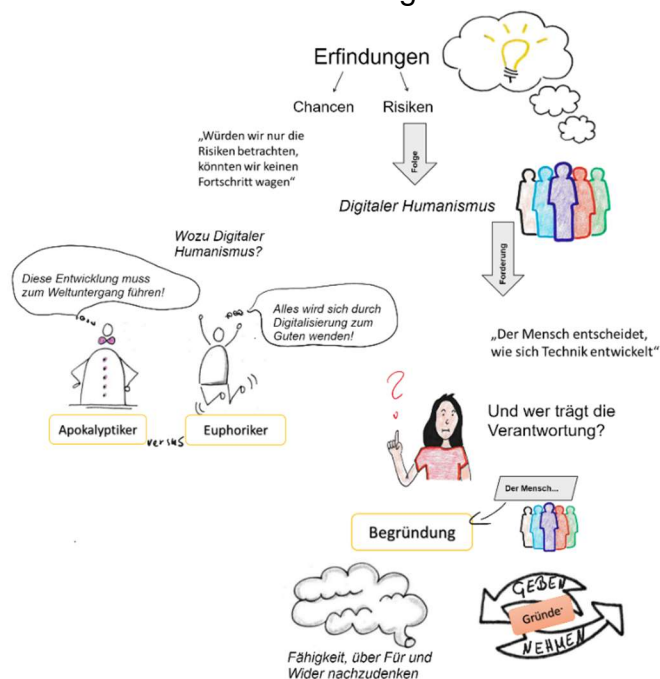 Erfindungen
Chancen
Risiken
„Würden wir nur die
Risiken betrachten,
könnten wir keinen
Fortschritt wagen“
Folge
Digitaler Humanismus
Forderung
Wozu Digitaler
Humanismus?
Diese Entwicklung muss
zum Weltuntergang führen!
Alles wird sich durch
Digitalisierung zum
Guten wenden!
Apokalyptiker
versus
Euphoriker
„Der Mensch entscheidet,
wie sich Technik entwickelt“
?
Und wer trägt die
Verantwortung?
Der Mensch...
Begründung
GEBEN
Gründe-
NEHMEN
Fähigkeit, über Für und
Wider nachzudenken